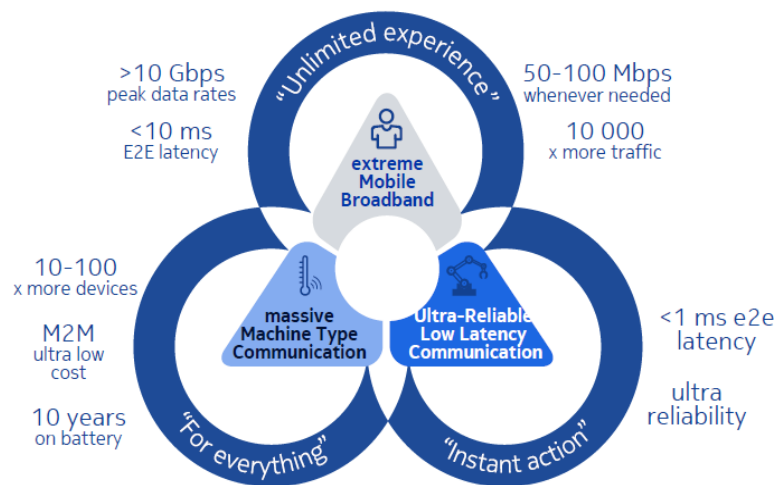 "Unlimited experience"
>10 Gbps
peak data rates
<10 ms
E2E latency
50-100 Mbps
whenever needed
10 000
x more traffic
extreme
Mobile
Broadband
10-100
x more devices
M2M
ultra low
cost
10 years
on battery
massive
Machine Type
Communication
"For everything"
Ultra-Reliable
Low Latency
Communication
<1 ms e2e
latency
ultra
reliability
"Instant action"